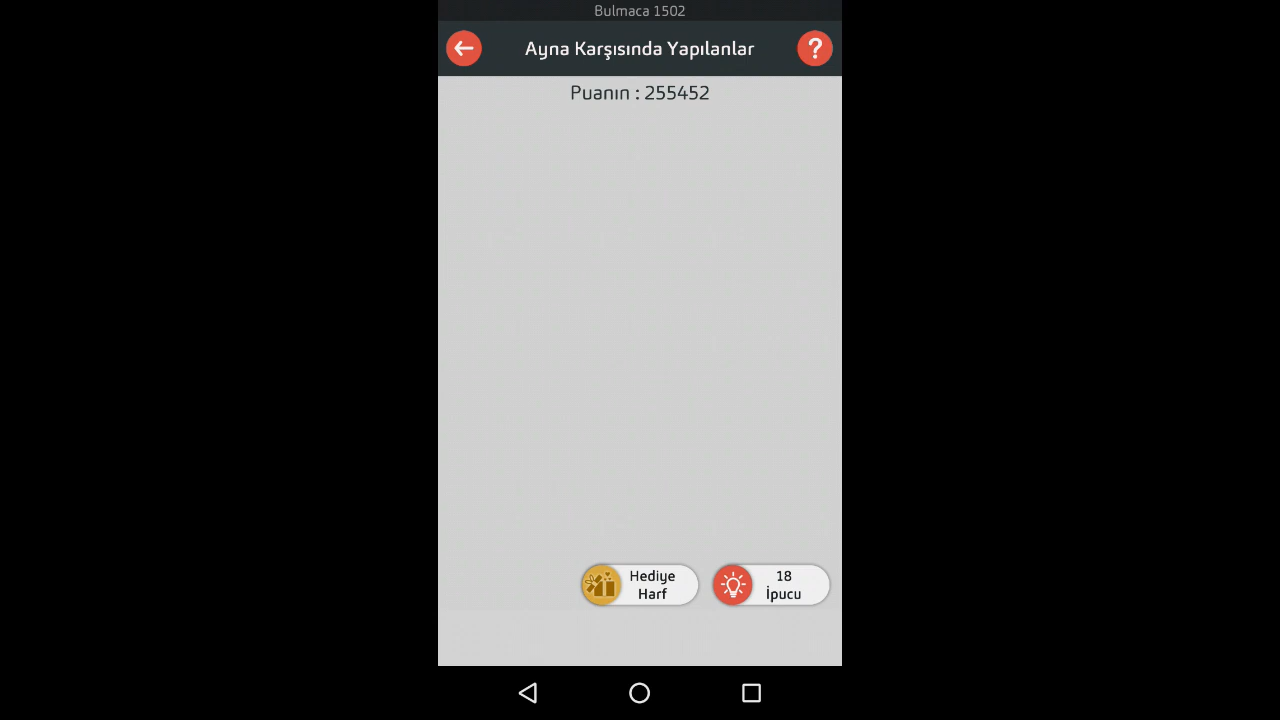 Bulmaca 1502
Ayna Karşısında Yapılanlar
?
Puanın : 255452
Hediye
Harf
18
İpucu